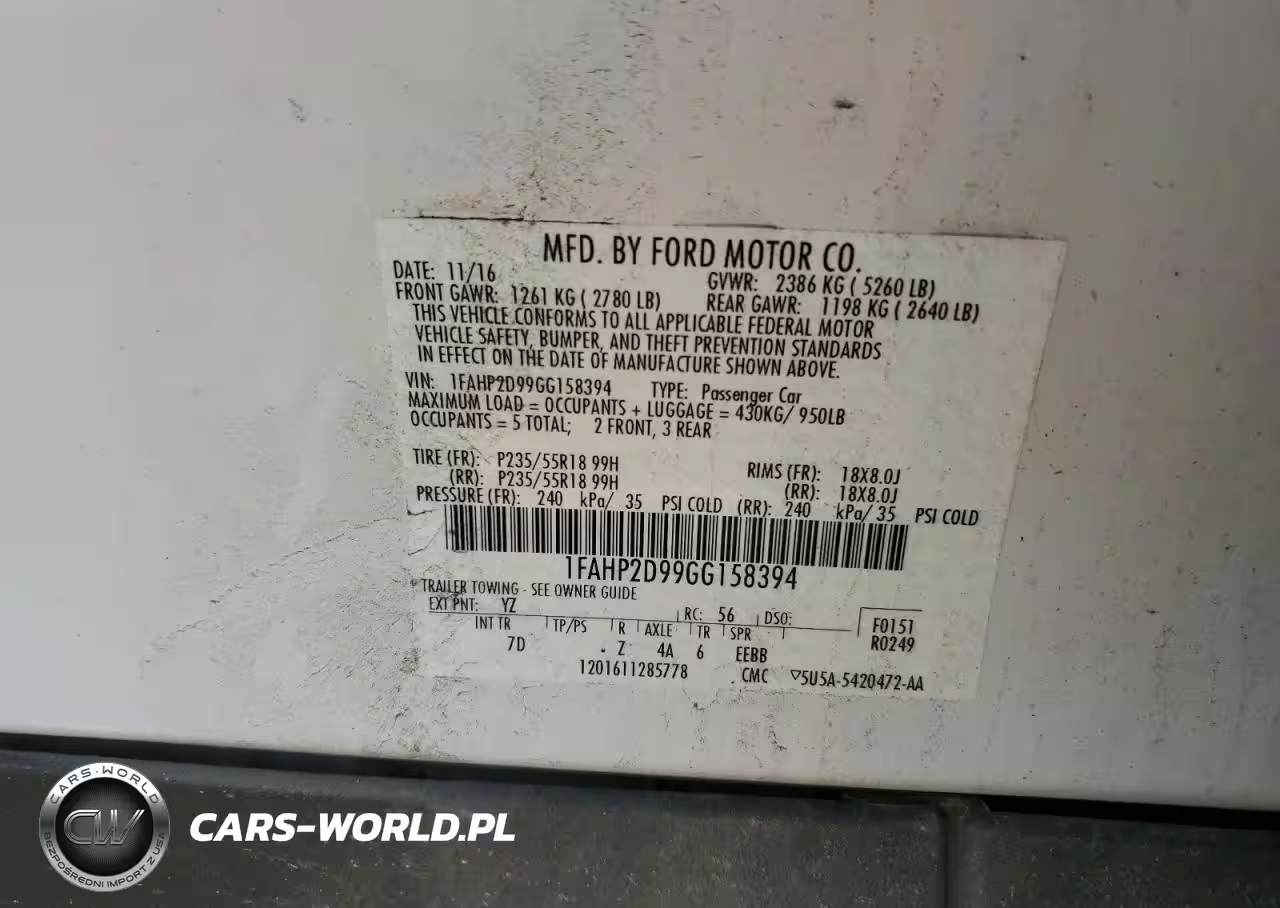 MFD. BY FORD MOTOR CO.
DATE: 11/16 GVWR: 2386 KG ( 5260 LB)
FRONT GAWR: 1261 KG ( 2780 LB) REAR GAWR: 1198 KG ( 2640 LB)
THIS VEHICLE CONFORMS TO ALL APPLICABLE FEDERAL MOTOR
VEHICLE SAFETY, BUMPER, AND THEFT PREVENTION STANDARDS
IN EFFECT ON THE DATE OF MANUFACTURE SHOWN ABOVE.
VIN: 1FAHP2D99GG158394 TYPE: Passenger Car
MAXIMUM LOAD = OCCUPANTS + LUGGAGE = 430KG/ 950LB
OCCUPANTS = 5 TOTAL; 2 FRONT, 3 REAR
TIRE (FR): P235/55R18 99H RIMS (FR): 18X8.0J
(RR): P235/55R18 99H (RR): 18X8.0J
PRESSURE (FR): 240 kPa/ 35 PSI COLD (RR): 240 kPa/ 35 PSI COLD
1FAHP2D99GG158394
TRAILER TOWING - SEE OWNER GUIDE
EXT PNT: YZ RC: 56 DSO: F0151
INT TR TP/PS R AXLE TR SPR R0249
7D Z 4A 6 EEBB
1201611285778 CMC 5U5A-5420472-AA
CARS-WORLD
CW
BEZPOŚREDNI IMPORT Z USA
CARS-WORLD.PL